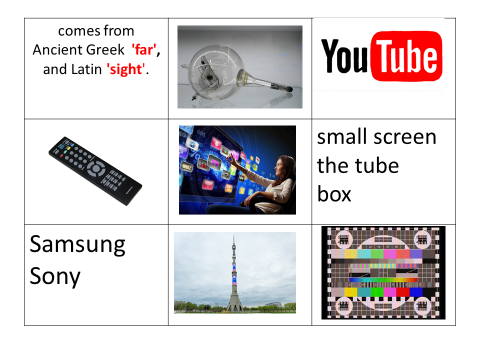 comes from
Ancient Greek 'far',
and Latin 'sight'.
YouTube
small screen
the tube
box
Samsung
Sony